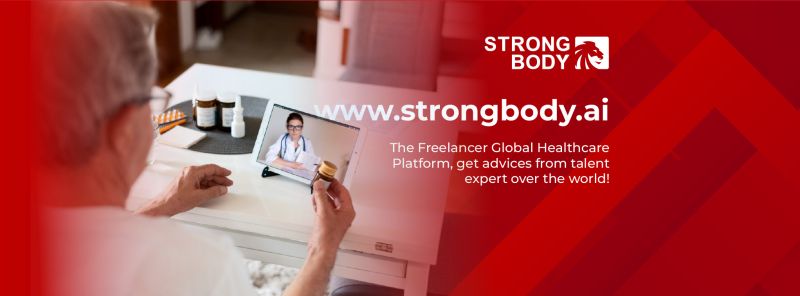 STRONG
BODY
www.strongbody.ai
The Freelancer Global Healthcare
Platform, get advices from talent
expert over the world!